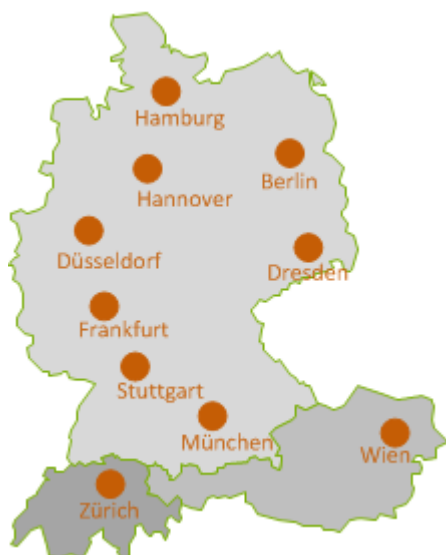 Hamburg
Berlin
Hannover
Düsseldorf
Dresden
Frankfurt
Stuttgart
München
Wien
Zürich